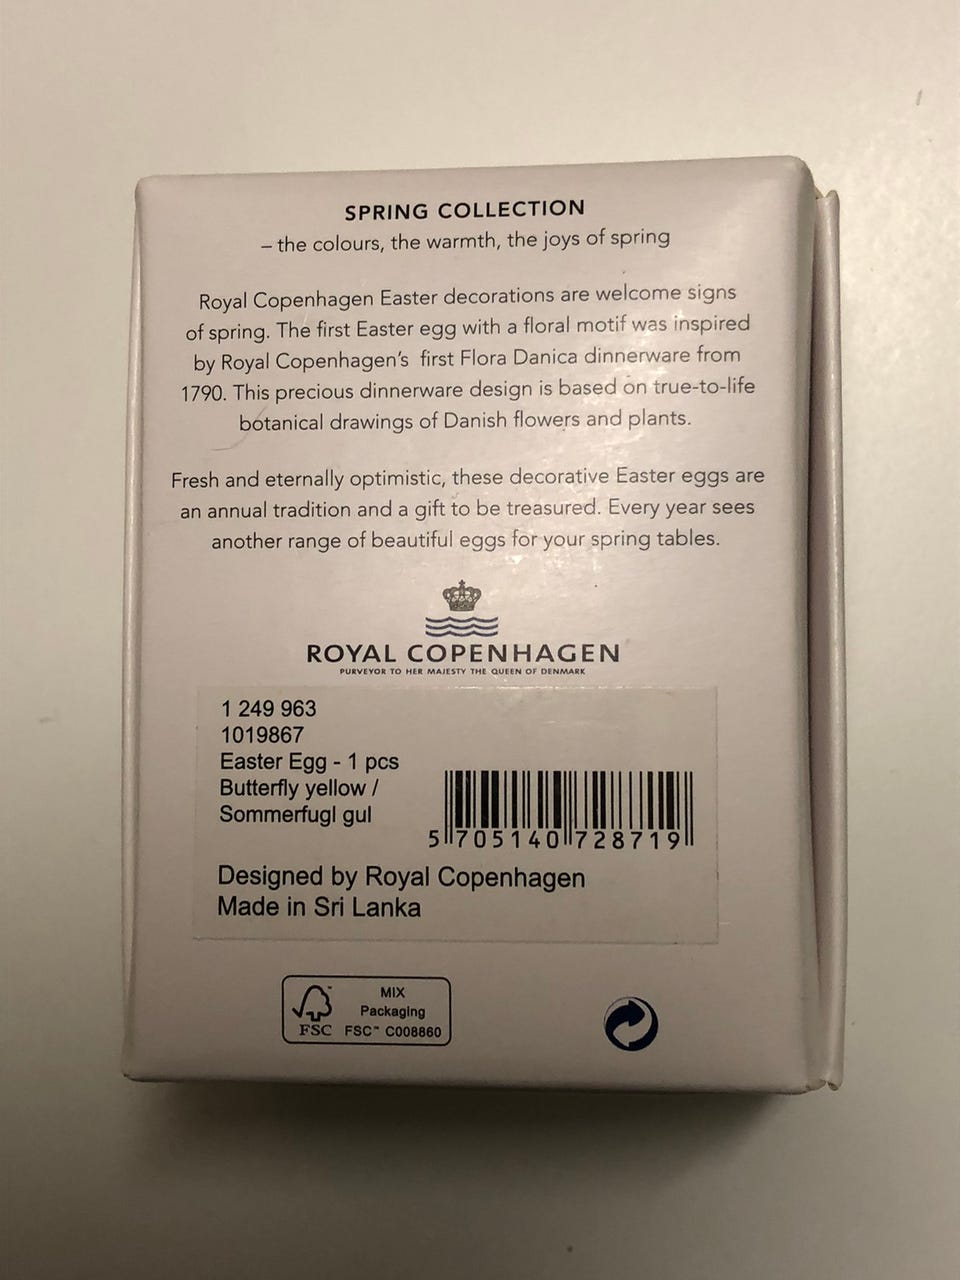 SPRING COLLECTION
– the colours, the warmth, the joys of spring
Royal Copenhagen Easter decorations are welcome signs
of spring. The first Easter egg with a floral motif was inspired
by Royal Copenhagen's first Flora Danica dinnerware from
1790. This precious dinnerware design is based on true-to-life
botanical drawings of Danish flowers and plants.
Fresh and eternally optimistic, these decorative Easter eggs are
an annual tradition and a gift to be treasured. Every year sees
another range of beautiful eggs for your spring tables.
ROYAL COPENHAGEN
PURVEYOR TO HER MAJESTY THE QUEEN OF DENMARK
1 249 963
1019867
Easter Egg - 1 pcs
Butterfly yellow /
Sommerfugl gul
5 705140 728719
Designed by Royal Copenhagen
Made in Sri Lanka
MIX
Packaging
FSC FSC™ C008860